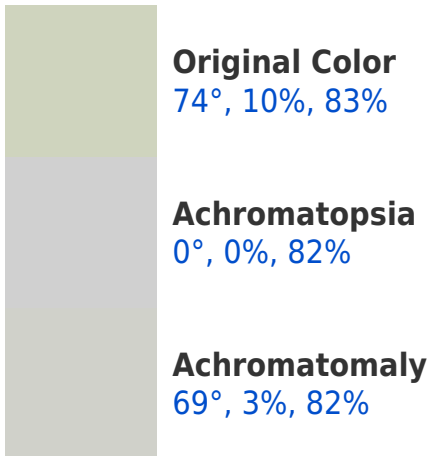 Original Color
74°, 10%, 83%
Achromatopsia
0°, 0%, 82%
Achromatomaly
69°, 3%, 82%